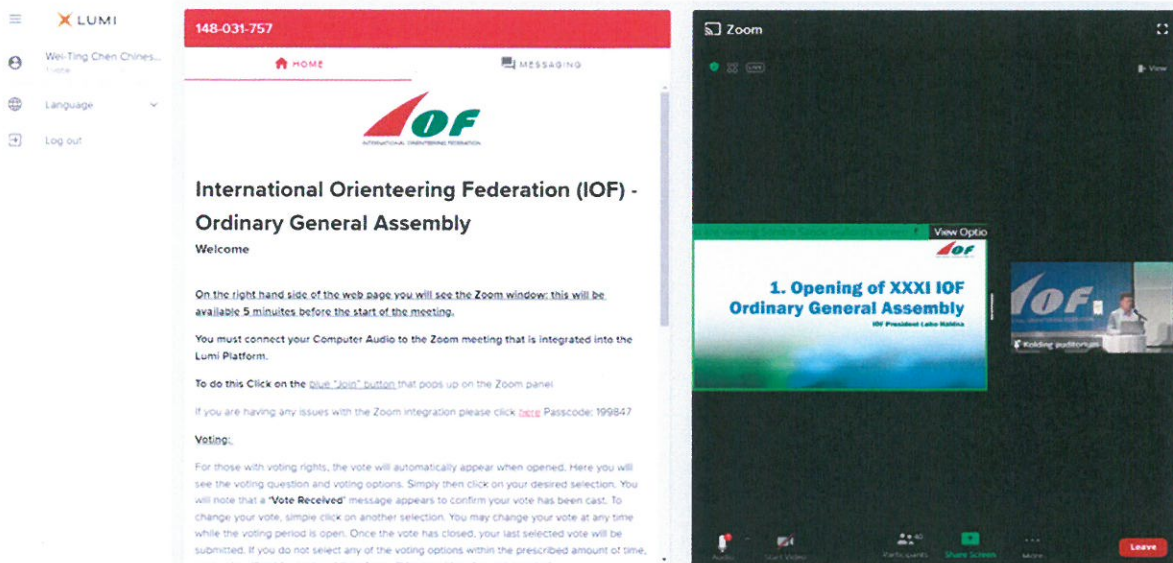 LUMI
Wei-Ting Chen Chines...
Language
Log out
148-031-757
HOME
MESSAGING
IOF
INTERNATIONAL ORIENTEERING FEDERATION
International Orienteering Federation (IOF) -
Ordinary General Assembly
Welcome
On the right hand side of the web page you will see the Zoom window; this will be
available 5 minutes before the start of the meeting.
You must connect your Computer Audio to the Zoom meeting that is integrated into the
Lumi Platform.
To do this Click on the blue "Join" button that pops up on the Zoom panel
If you are having any issues with the Zoom integration please click here Passcode: 199847
Voting:
For those with voting rights, the vote will automatically appear when opened. Here you will
see the voting question and voting options. Simply then click on your desired selection. You
will note that a "Vote Received" message appears to confirm your vote has been cast. To
change your vote, simple click on another selection. You may change your vote at any time
while the voting period is open. Once the vote has closed, your last selected vote will be
submitted. If you do not select any of the voting options within the prescribed amount of time,
Zoom
LIVE
View
View Optio
IOF
1. Opening of XXXI IOF
Ordinary General Assembly
IOF President Leho Haldna
IOF
Kolding auditorium
Audio
Start Video
Participants
40
Share Screen
More
Leave